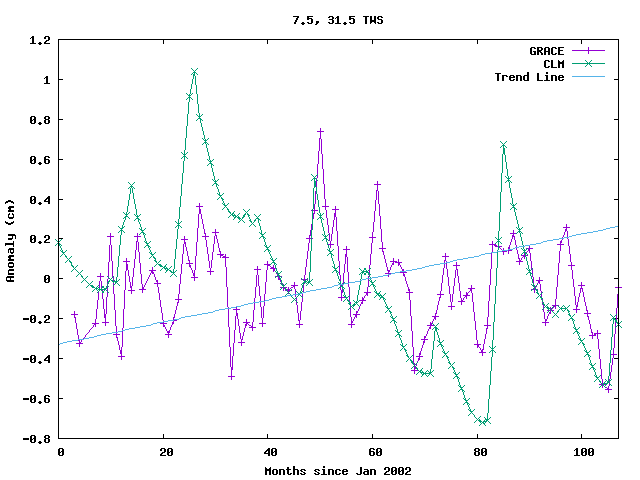 7.5, 31.5 TWS
GRACE
CLM
Trend Line
1.2
1
0.8
0.6
0.4
0.2
0
-0.2
-0.4
-0.6
-0.8
Anomaly (cm)
0 20 40 60 80 100
Months since Jan 2002